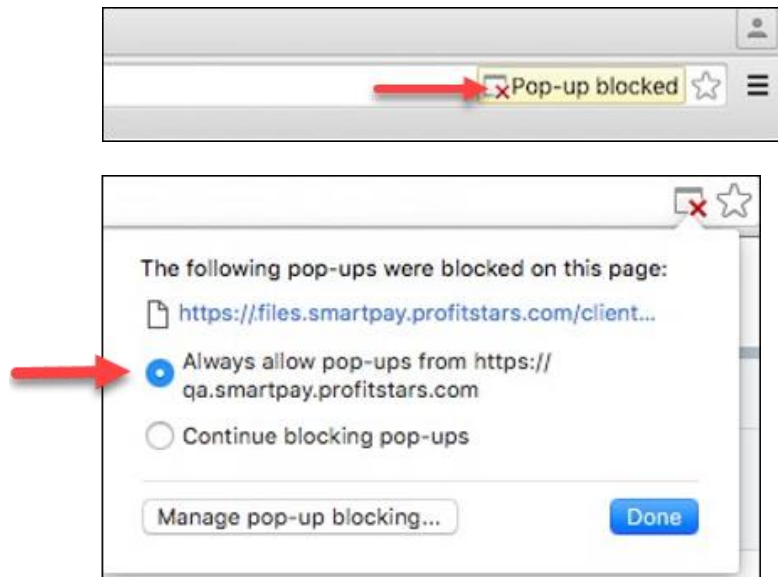 Pop-up blocked
The following pop-ups were blocked on this page:
https://files.smartpay.profitstars.com/client...
Always allow pop-ups from https://
qa.smartpay.profitstars.com
Continue blocking pop-ups
Manage pop-up blocking...
Done